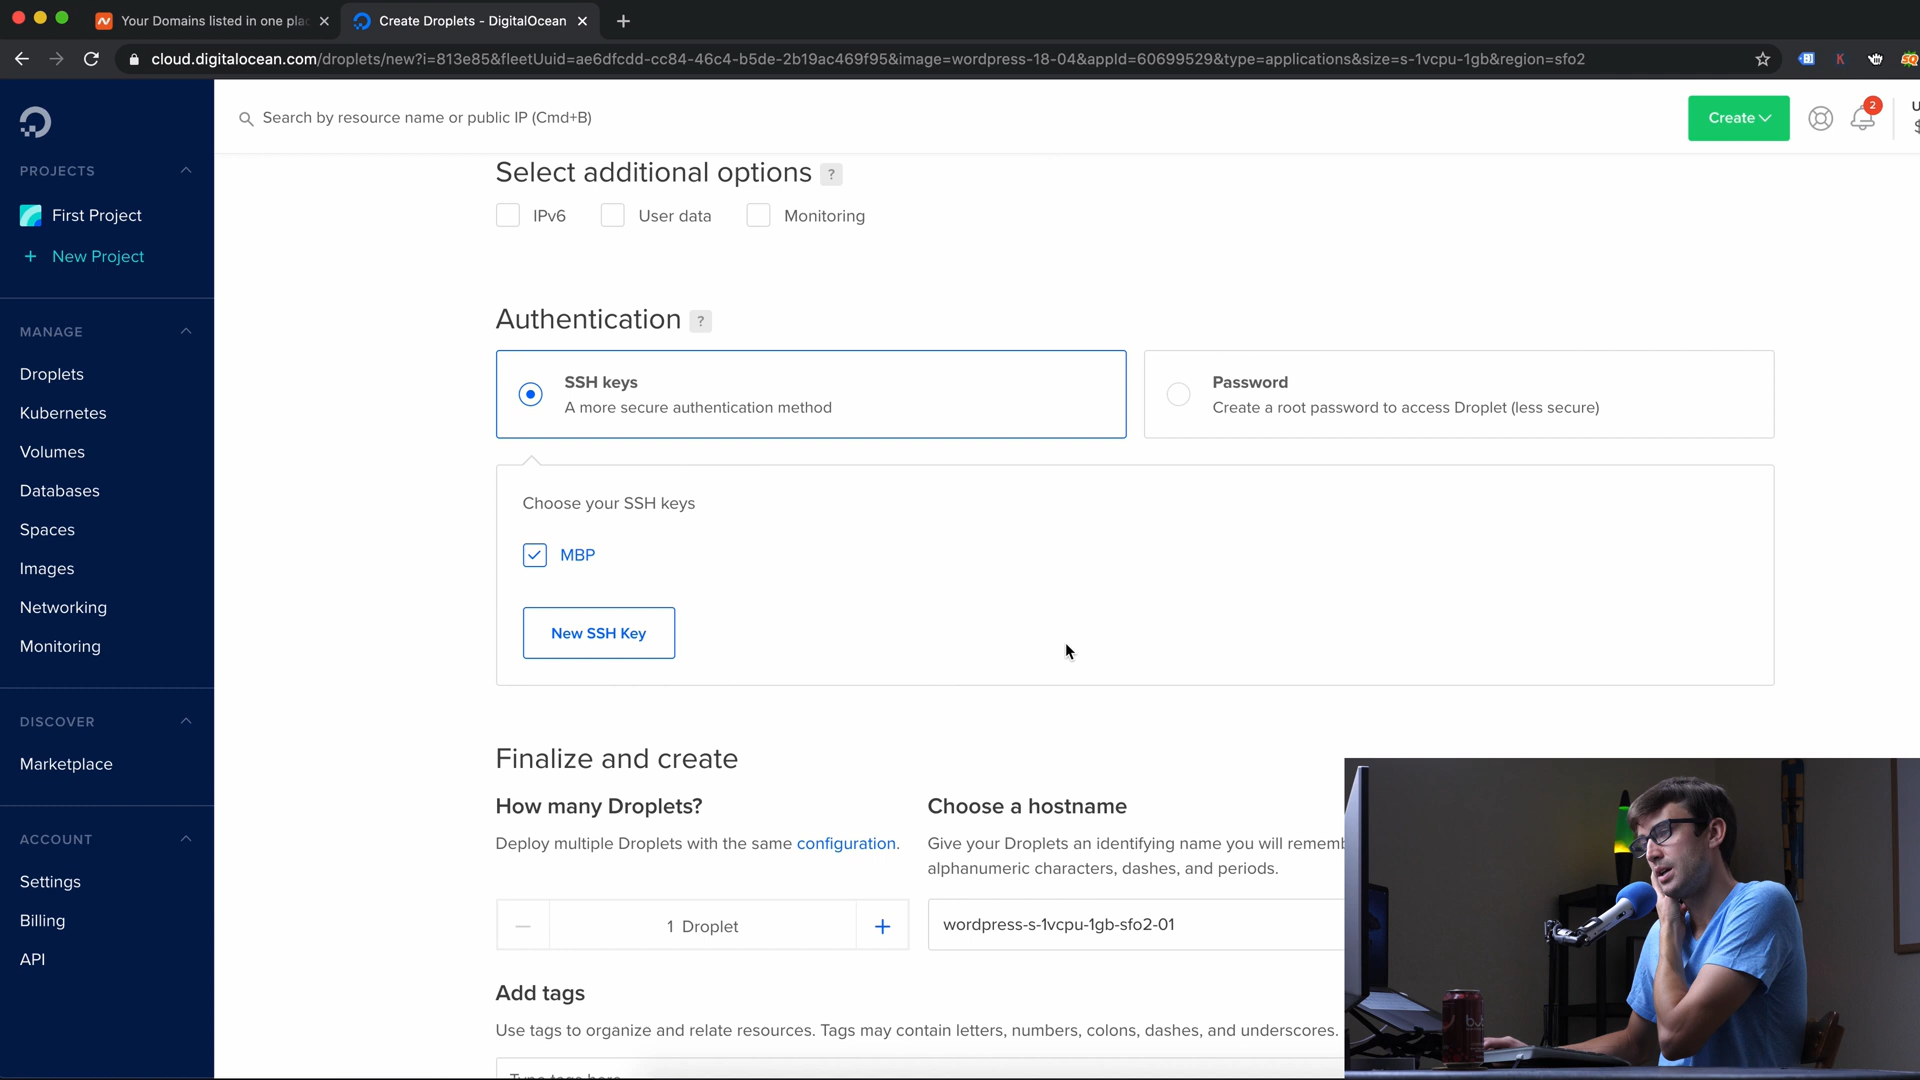 Your Domains listed in one pla
Create Droplets - DigitalOcean
cloud.digitalocean.com/droplets/new?i=813e85&fleetUuid=ae6dfcdd-cc84-46c4-b5de-2b19ac469f95&image=wordpress-18-04&appId=60699529&type=applications&size=s-1vcpu-1gb&region=sfo2
K
SQ
Search by resource name or public IP (Cmd+B)
Create
2
U
$
PROJECTS
First Project
+ New Project
MANAGE
Droplets
Kubernetes
Volumes
Databases
Spaces
Images
Networking
Monitoring
DISCOVER
Marketplace
ACCOUNT
Settings
Billing
API
Select additional options ?
IPv6 User data Monitoring
Authentication ?
SSH keys
A more secure authentication method
Password
Create a root password to access Droplet (less secure)
Choose your SSH keys
MBP
New SSH Key
Finalize and create
How many Droplets?
Deploy multiple Droplets with the same configuration.
1 Droplet
Choose a hostname
Give your Droplets an identifying name you will rememb
alphanumeric characters, dashes, and periods.
wordpress-s-1vcpu-1gb-sfo2-01
Add tags
Use tags to organize and relate resources. Tags may contain letters, numbers, colons, dashes, and underscores.
Type tags here